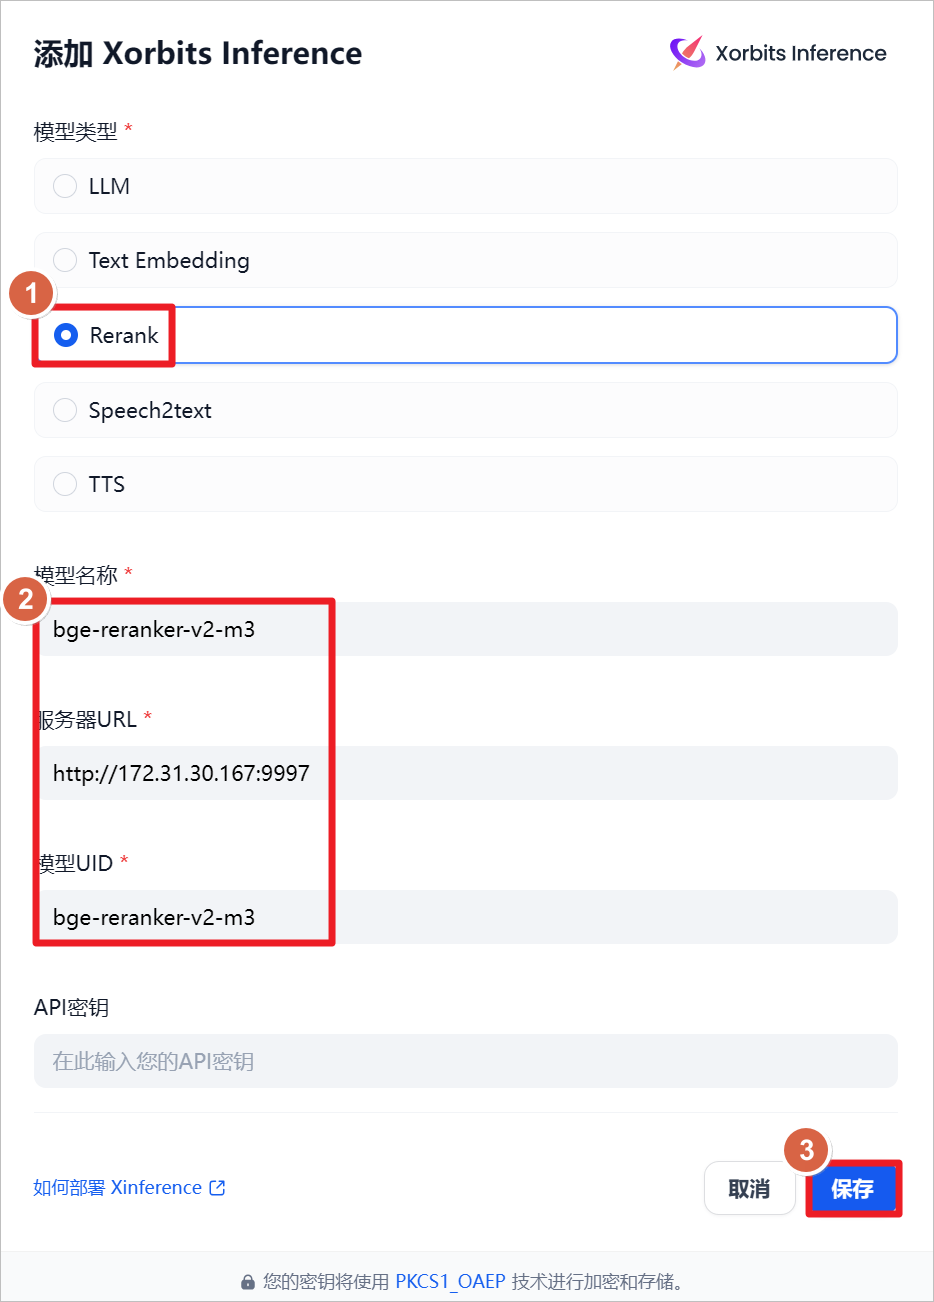 添加 Xorbits Inference
Xorbits Inference
模型类型 *
LLM
Text Embedding
1
Rerank
Speech2text
TTS
模型名称 *
2
bge-reranker-v2-m3
服务器URL *
http://172.31.30.167:9997
模型UID *
bge-reranker-v2-m3
API密钥
在此输入您的API密钥
3
如何部署 Xinference
取消
保存
您的密钥将使用 PKCS1_OAEP 技术进行加密和存储。